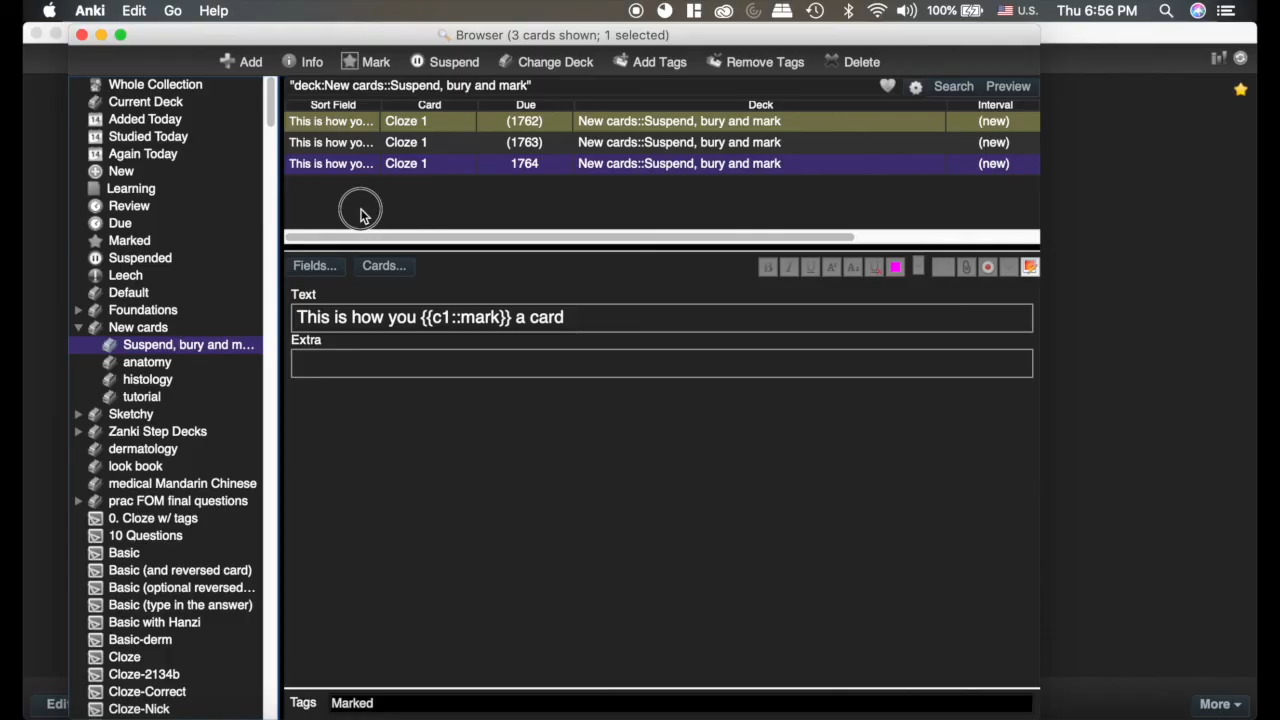 Anki Edit Go Help 100% U.S. Thu 6:56 PM
Browser (3 cards shown; 1 selected)
Add Info Mark Suspend Change Deck Add Tags Remove Tags Delete
"deck:New cards::Suspend, bury and mark" Search Preview
Sort Field Card Due Deck Interval
This is how yo... Cloze 1 (1762) New cards::Suspend, bury and mark (new)
This is how yo... Cloze 1 (1763) New cards::Suspend, bury and mark (new)
This is how yo... Cloze 1 1764 New cards::Suspend, bury and mark (new)
Whole Collection
Current Deck
Added Today
Studied Today
Again Today
New
Learning
Review
Due
Marked
Suspended
Leech
Default
Foundations
New cards
Suspend, bury and m...
anatomy
histology
tutorial
Sketchy
Zanki Step Decks
dermatology
look book
medical Mandarin Chinese
prac FOM final questions
0. Cloze w/ tags
10 Questions
Basic
Basic (and reversed card)
Basic (optional reversed...
Basic (type in the answer)
Basic with Hanzi
Basic-derm
Cloze
Cloze-2134b
Cloze-Correct
Cloze-Nick
Fields... Cards...
Text
This is how you {{c1::mark}} a card
Extra
Tags Marked
Edi
More